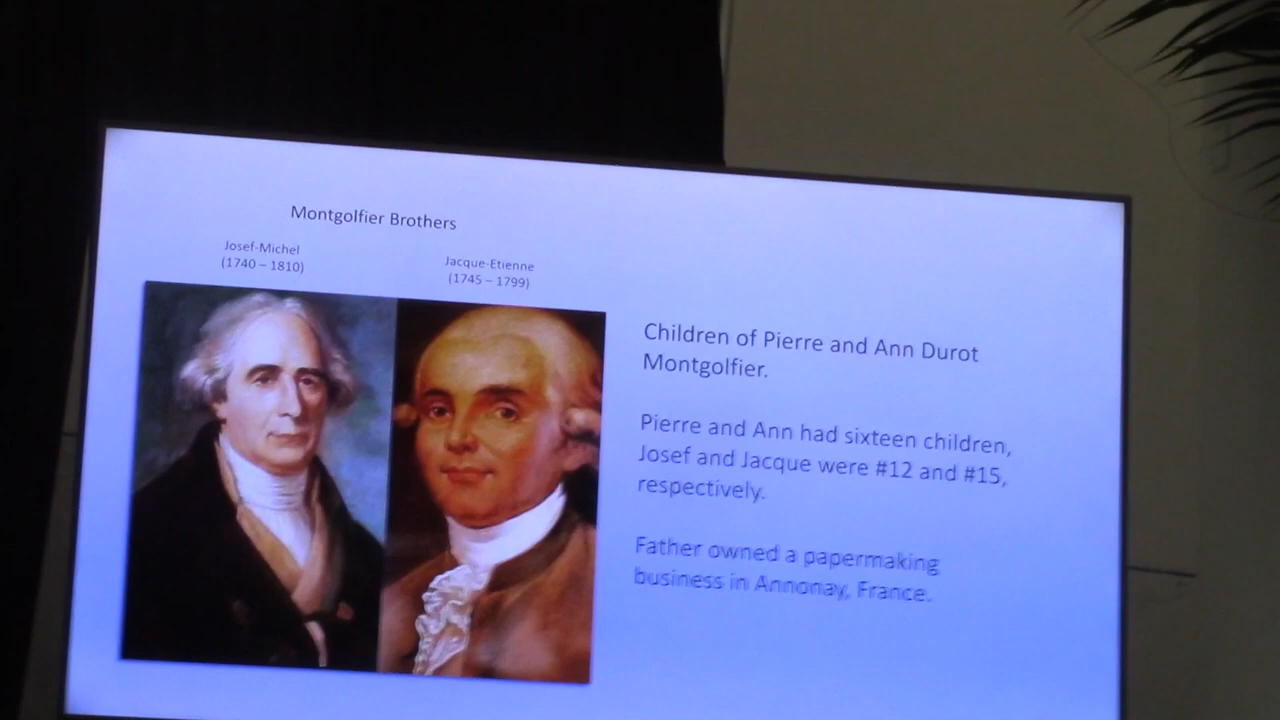 Montgolfier Brothers
Josef-Michel
(1740 – 1810)
Jacque-Etienne
(1745 – 1799)
Children of Pierre and Ann Durot
Montgolfier.
Pierre and Ann had sixteen children,
Josef and Jacque were #12 and #15,
respectively.
Father owned a papermaking
business in Annonay, France.